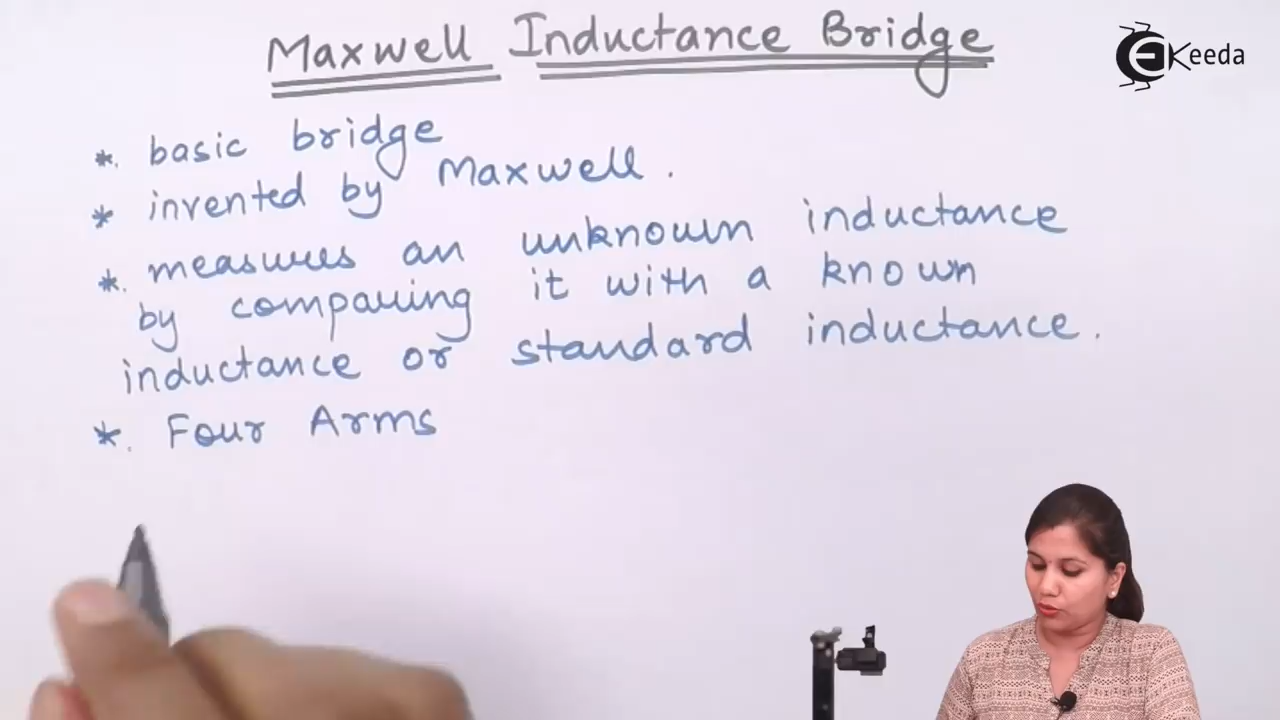 Maxwell Inductance Bridge
EKeeda
*. basic bridge
* invented by Maxwell.
*. measures an unknown inductance
by comparing it with a known
inductance or standard inductance.
*. Four Arms